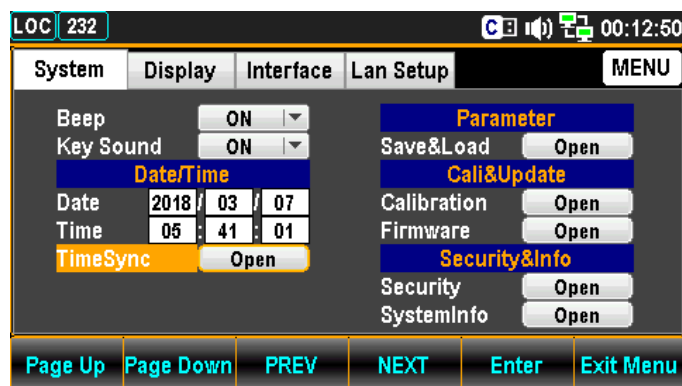 LOC 232 C 00:12:50
System Display Interface Lan Setup MENU
Beep ON
Key Sound ON
Date/Time
Date 2018 / 03 / 07
Time 05 : 41 : 01
TimeSync Open
Parameter
Save&Load Open
Cali&Update
Calibration Open
Firmware Open
Security&Info
Security Open
SystemInfo Open
Page Up Page Down PREV NEXT Enter Exit Menu